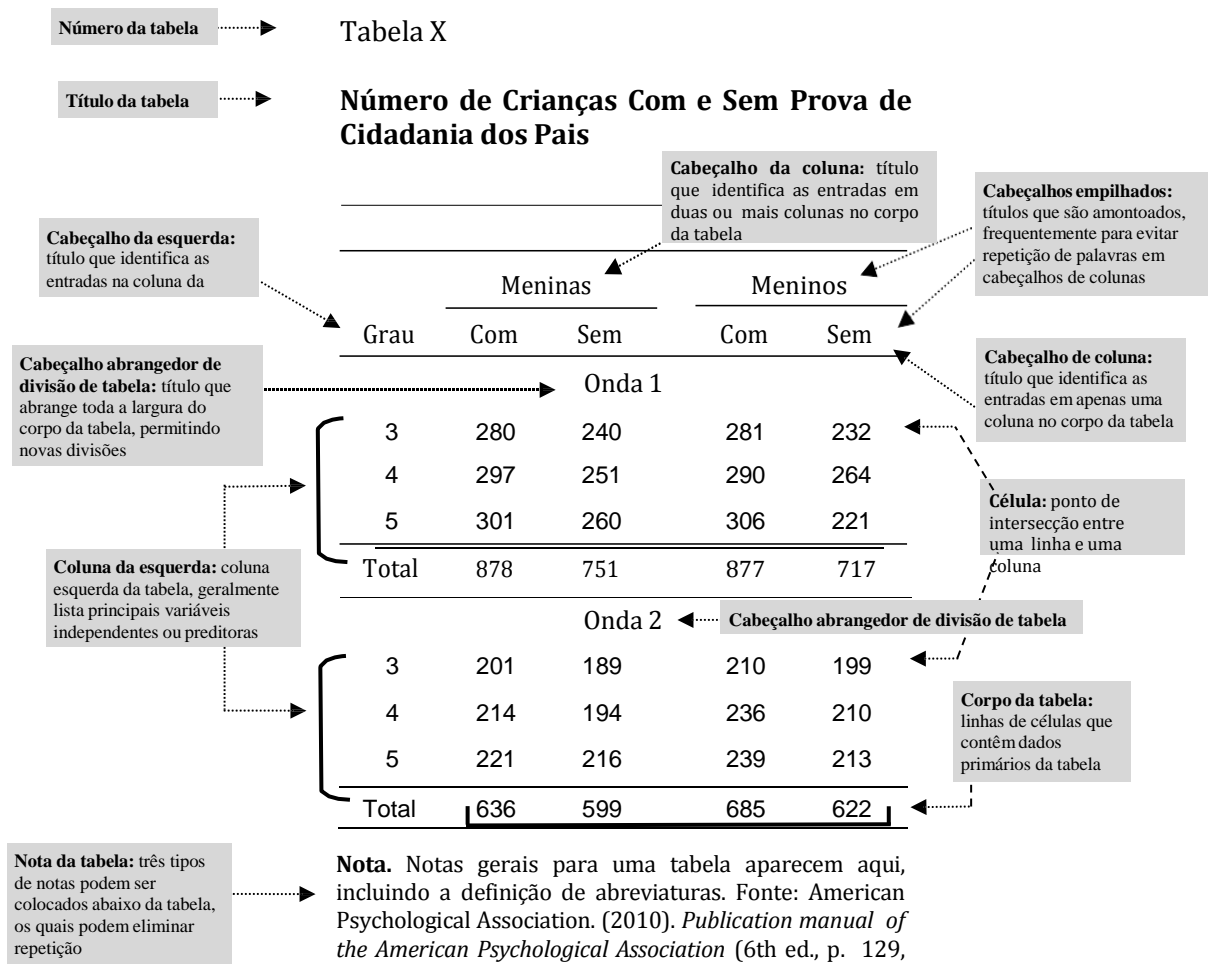 Número da tabela
Tabela X
Título da tabela
Número de Crianças Com e Sem Prova de
Cidadania dos Pais
Cabeçalho da coluna: título
que identifica as entradas em
duas ou mais colunas no corpo
da tabela
Cabeçalhos empilhados:
títulos que são amontoados,
frequentemente para evitar
repetição de palavras em
cabeçalhos de colunas
Cabeçalho da esquerda:
título que identifica as
entradas na coluna da
Meninas Meninos
Grau Com Sem Com Sem
Cabeçalho abrangedor de
divisão de tabela: título que
abrange toda a largura do
corpo da tabela, permitindo
novas divisões
Cabeçalho de coluna:
título que identifica as
entradas em apenas uma
coluna no corpo da tabela
Onda 1
3 280 240 281 232
4 297 251 290 264
5 301 260 306 221
Total 878 751 877 717
Célula: ponto de
intersecção entre
uma linha e uma
coluna
Coluna da esquerda: coluna
esquerda da tabela, geralmente
lista principais variáveis
independentes ou preditoras
Onda 2
Cabeçalho abrangedor de divisão de tabela
3 201 189 210 199
4 214 194 236 210
5 221 216 239 213
Total 636 599 685 622
Corpo da tabela:
linhas de células que
contêm dados
primários da tabela
Nota da tabela: três tipos
de notas podem ser
colocados abaixo da tabela,
os quais podem eliminar
repetição
Nota. Notas gerais para uma tabela aparecem aqui,
incluindo a definição de abreviaturas. Fonte: American
Psychological Association. (2010). Publication manual of
the American Psychological Association (6th ed., p. 129,